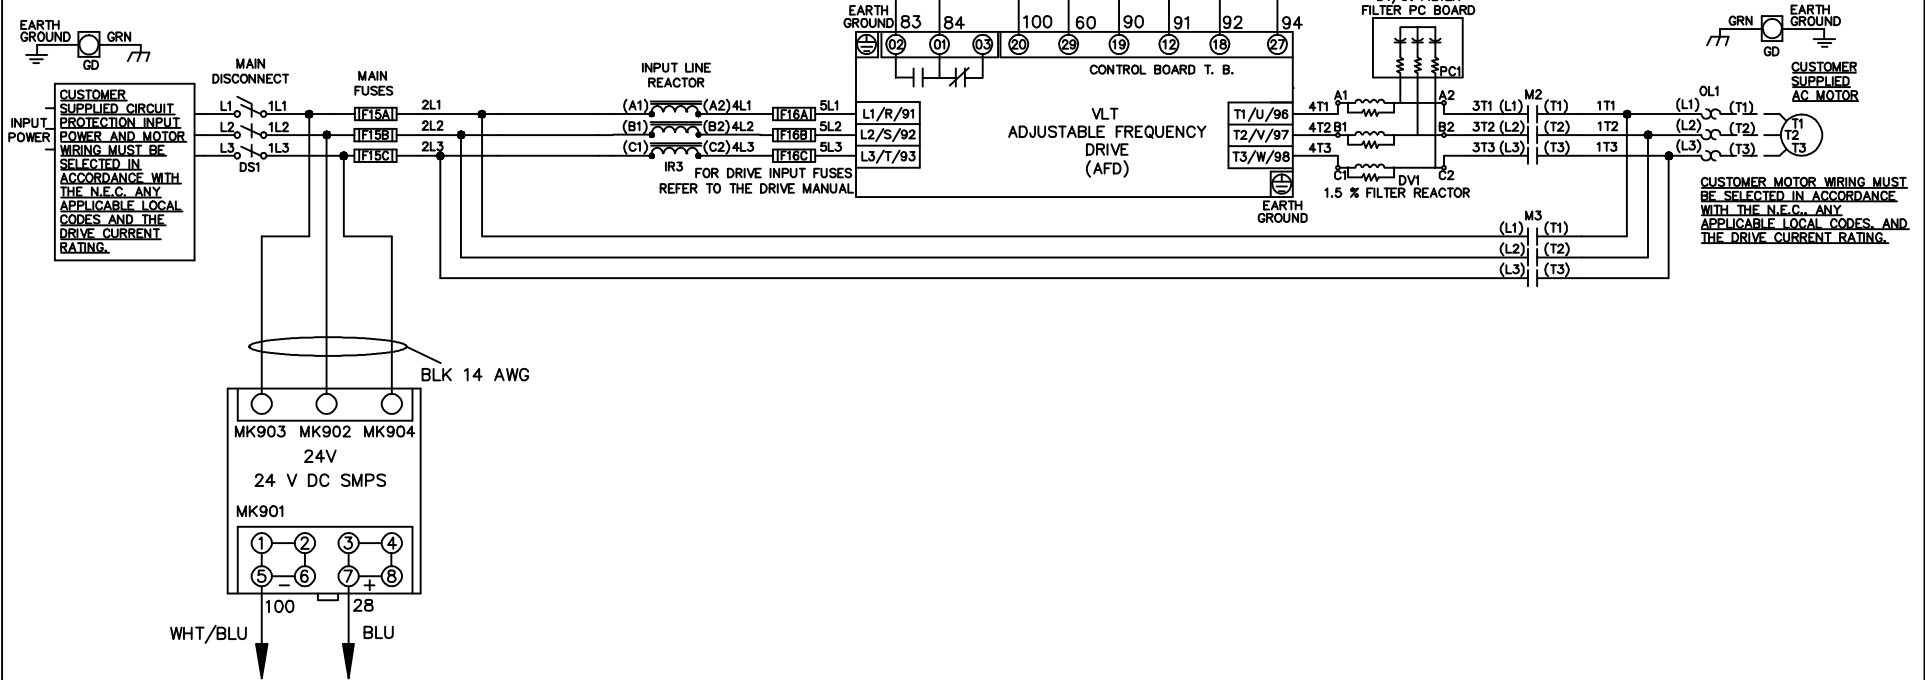 EARTH
GROUND
GRN
GD
INPUT
POWER
CUSTOMER
SUPPLIED CIRCUIT
PROTECTION INPUT
POWER AND MOTOR
WIRING MUST BE
SELECTED IN
ACCORDANCE WITH
THE N.E.C. ANY
APPLICABLE LOCAL
CODES AND THE
DRIVE CURRENT
RATING.
MAIN
DISCONNECT
L1 1L1
L2 1L2
L3 1L3
DS1
MAIN
FUSES
F15A
F15B
F15C
2L1
2L2
2L3
INPUT LINE
REACTOR
(A1) (A2) 4L1
(B1) (B2) 4L2
(C1) (C2) 4L3
IR3
F16A 5L1
F16B 5L2
F16C 5L3
FOR DRIVE INPUT FUSES
REFER TO THE DRIVE MANUAL
EARTH
GROUND
83 84 100 60 90 91 92 94
02 01 03 20 29 19 12 18 27
CONTROL BOARD T. B.
L1/R/91
L2/S/92
L3/T/93
VLT
ADJUSTABLE FREQUENCY
DRIVE
(AFD)
T1/U/96
T2/V/97
T3/W/98
EARTH
GROUND
FILTER PC BOARD
PC1
4T1 A1 A2
4T2 B1 B2
4T3 C1 C2
DV1
1.5 % FILTER REACTOR
M2
3T1 (L1) (T1) 1T1
3T2 (L2) (T2) 1T2
3T3 (L3) (T3) 1T3
M3
(L1) (T1)
(L2) (T2)
(L3) (T3)
OL1
(L1) (T1)
(L2) (T2)
(L3) (T3)
T1
T2
T3
GRN
GD
EARTH
GROUND
CUSTOMER
SUPPLIED
AC MOTOR
CUSTOMER MOTOR WIRING MUST
BE SELECTED IN ACCORDANCE
WITH THE N.E.C., ANY
APPLICABLE LOCAL CODES, AND
THE DRIVE CURRENT RATING.
BLK 14 AWG
MK903 MK902 MK904
24V
24 V DC SMPS
MK901
1 2 3 4
5 6 7 8
− +
100 28
WHT/BLU BLU